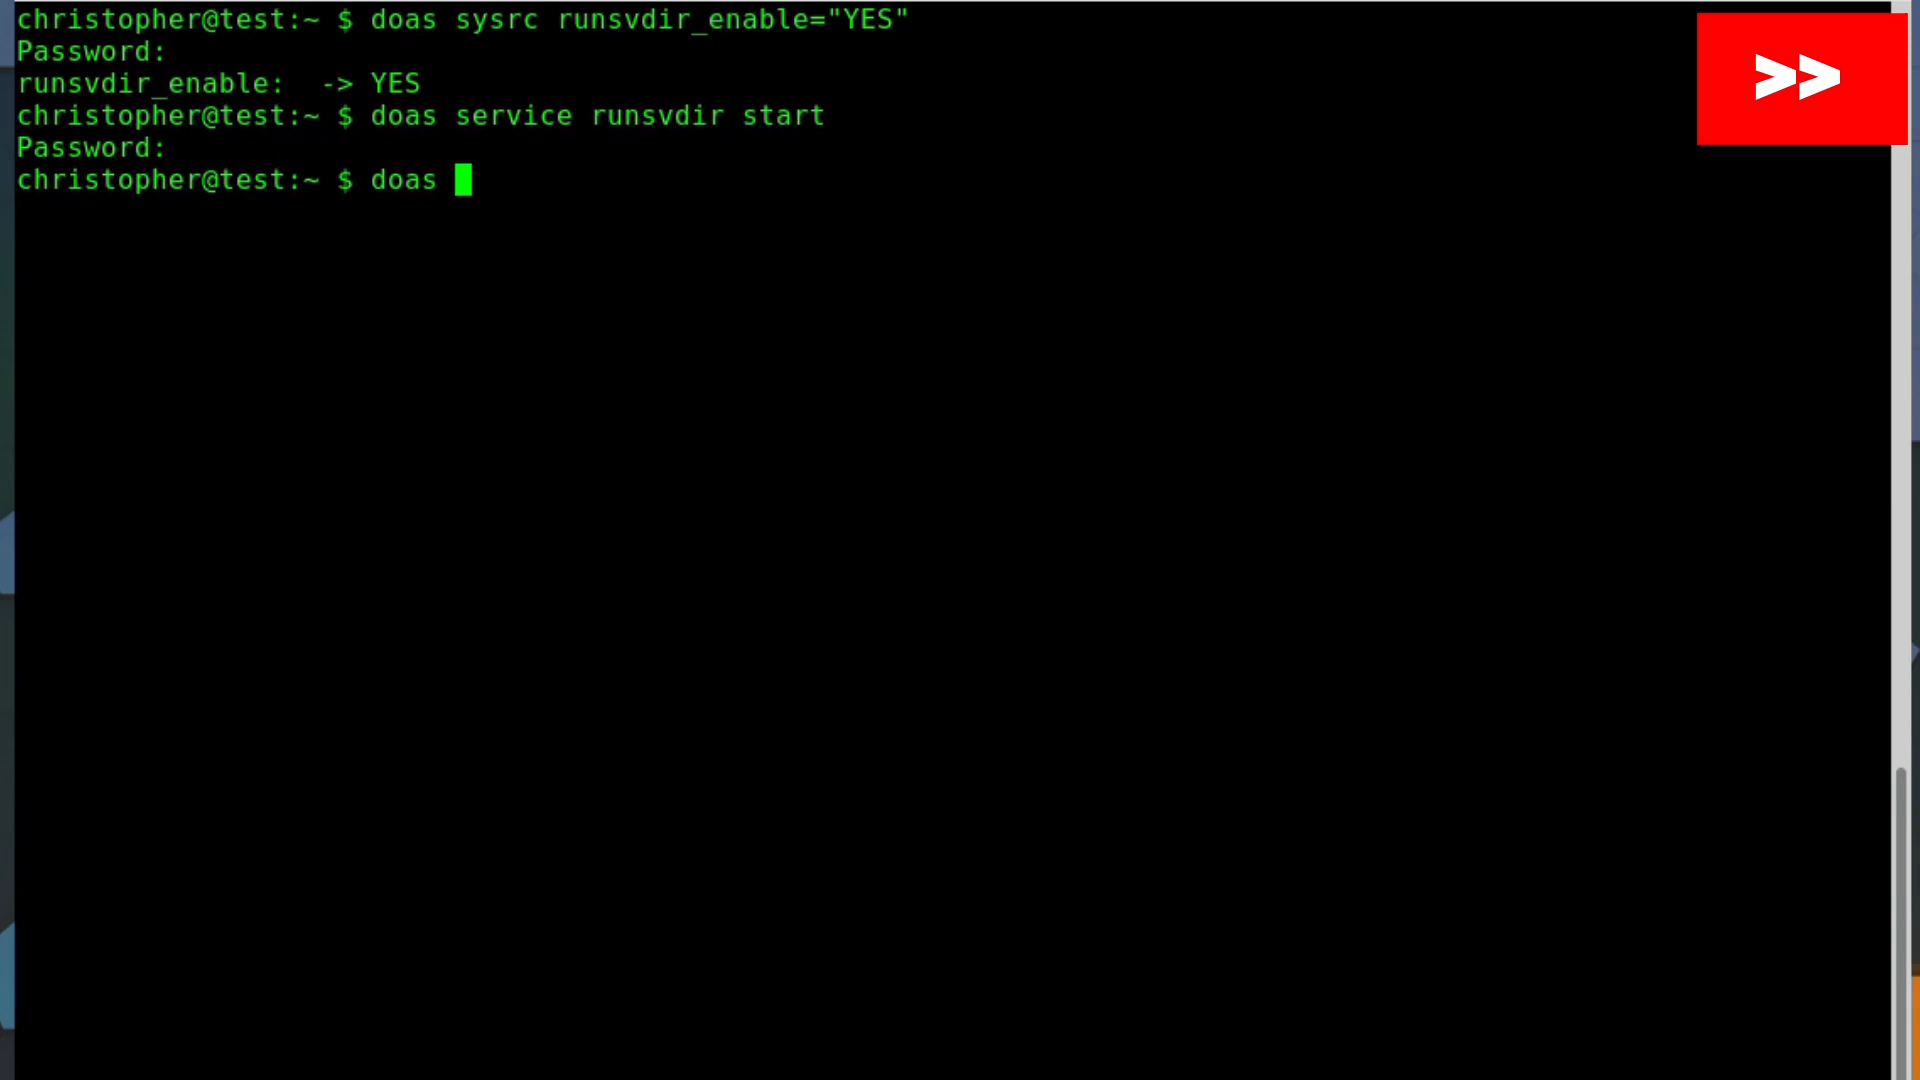 christopher@test:~ $ doas sysrc runsvdir_enable="YES"
Password:
runsvdir_enable:  -> YES
christopher@test:~ $ doas service runsvdir start
Password:
christopher@test:~ $ doas
>>